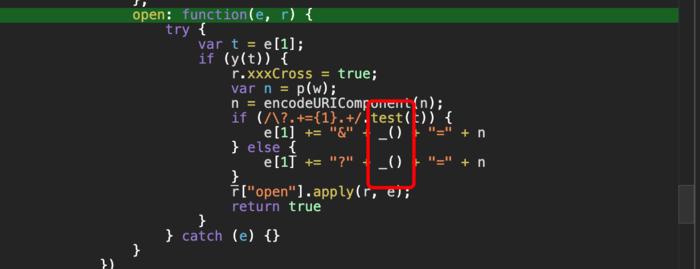 },
open: function(e, r) {
try {
var t = e[1];
if (y(t)) {
r.xxxCross = true;
var n = p(w);
n = encodeURIComponent(n);
if (/\?.+={1}.+/.test(t)) {
e[1] += "&" + _() + "=" + n
} else {
e[1] += "?" + _() + "=" + n
}
r["open"].apply(r, e);
return true
}
} catch (e) {}
}
})